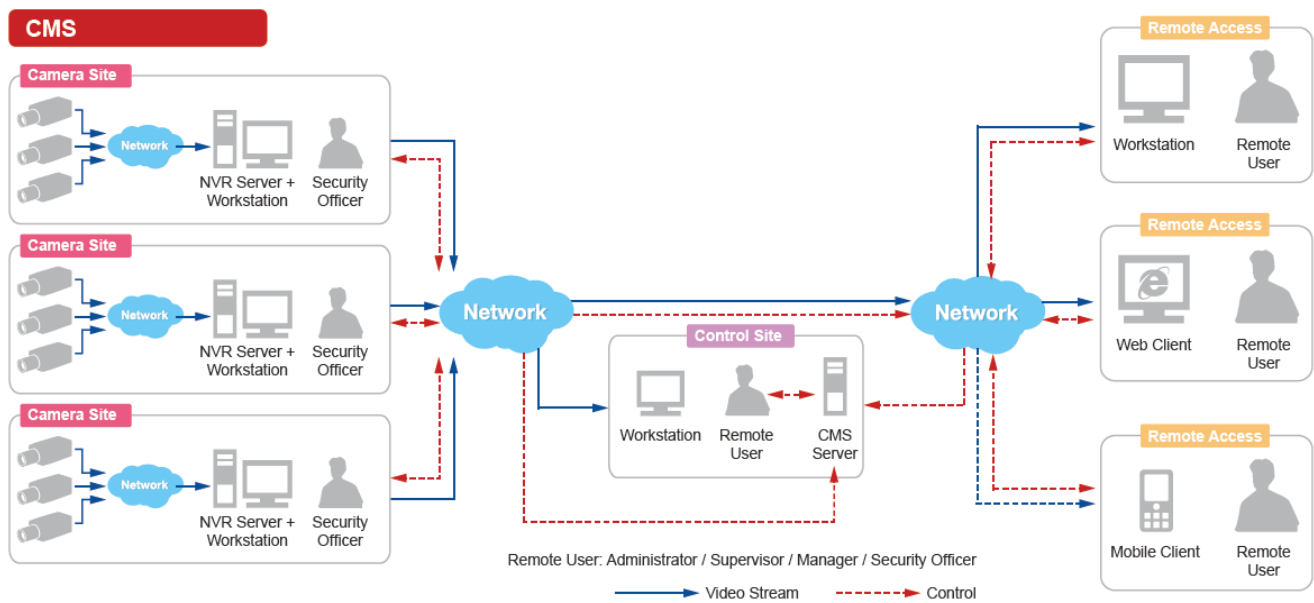 CMS
Camera Site
Network
NVR Server +
Workstation
Security
Officer
Camera Site
Network
NVR Server +
Workstation
Security
Officer
Camera Site
Network
NVR Server +
Workstation
Security
Officer
Network
Control Site
Workstation
Remote
User
CMS
Server
Network
Remote Access
Workstation
Remote
User
Remote Access
Web Client
Remote
User
Remote Access
Mobile Client
Remote
User
Remote User: Administrator / Supervisor / Manager / Security Officer
Video Stream
Control